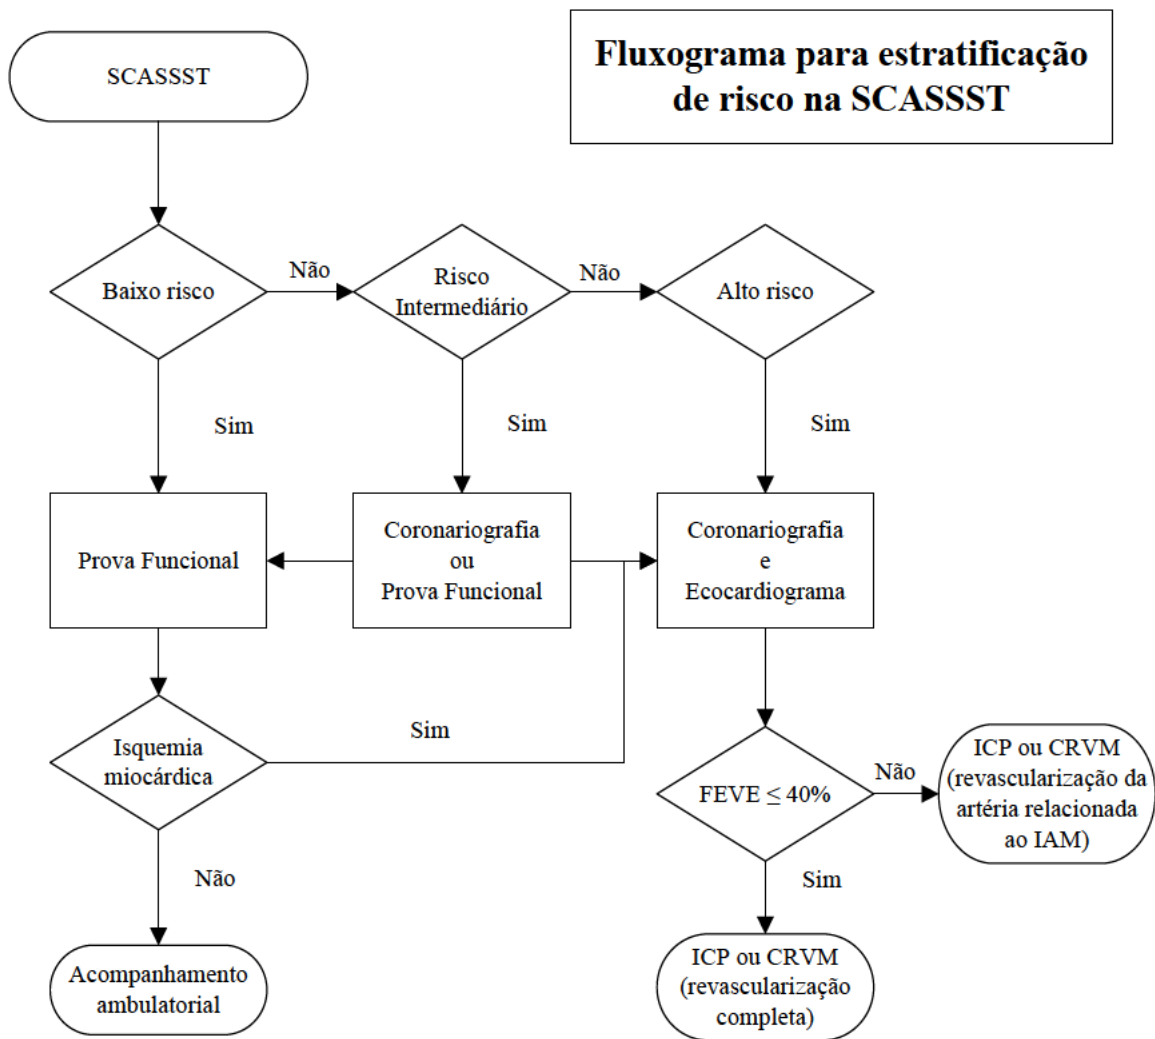 SCASSST
Fluxograma para estratificação
de risco na SCASSST
Baixo risco
Não
Risco
Intermediário
Não
Alto risco
Sim
Sim
Sim
Prova Funcional
Coronariografia
ou
Prova Funcional
Coronariografia
e
Ecocardiograma
Isquemia
miocárdica
Sim
FEVE ≤ 40%
Não
ICP ou CRVM
(revascularização da
artéria relacionada
ao IAM)
Não
Sim
Acompanhamento
ambulatorial
ICP ou CRVM
(revascularização
completa)